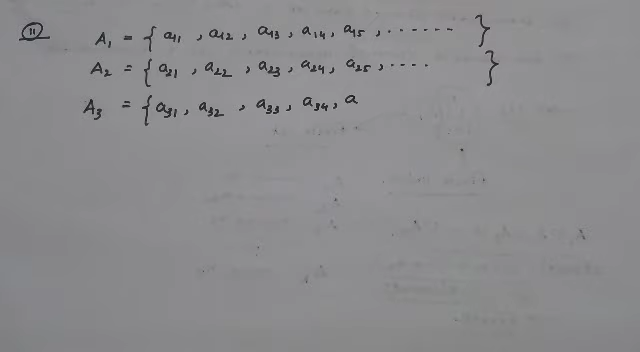 11 A₁ = { a₁₁ , a₁₂ , a₁₃ , a₁₄ , a₁₅ , ....... }
A₂ = { a₂₁ , a₂₂ , a₂₃ , a₂₄ , a₂₅ , .... }
A₃ = { a₃₁ , a₃₂ , a₃₃ , a₃₄ , a